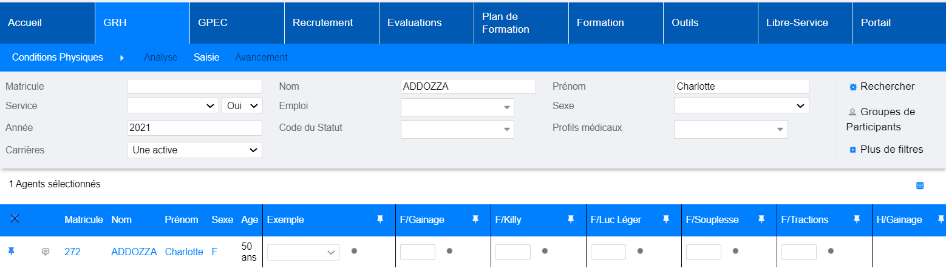 Accueil GRH GPEC Recrutement Evaluations Plan de Formation Formation Outils Libre-Service Portail
Conditions Physiques Analyse Saisie Avancement
Matricule Nom ADDOZZA Prénom Charlotte Rechercher
Service Oui Emploi Sexe Groupes de Participants
Année 2021 Code du Statut Profils médicaux
Carrières Une active Plus de filtres
1 Agents sélectionnés
Matricule Nom Prénom Sexe Age Exemple F/Gainage F/Killy F/Luc Léger F/Souplesse F/Tractions H/Gainage
272 ADDOZZA Charlotte F 50 ans